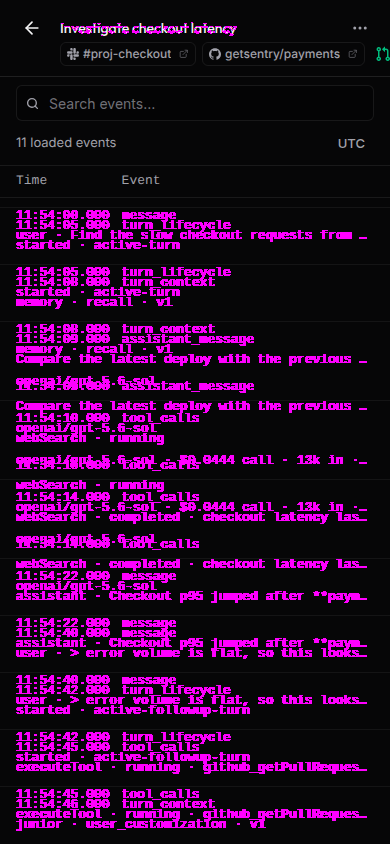 Investigate checkout latency
#proj-checkout getsentry/payments
Search events...
11 loaded events UTC
Time Event
11:54:00.000 message
11:54:05.000 turn_lifecycle
user · Find the slow checkout requests from …
started · active-turn
11:54:05.000 turn_lifecycle
11:54:08.000 turn_context
started · active-turn
memory · recall · v1
11:54:08.000 turn_context
11:54:09.000 assistant_message
memory · recall · v1
Compare the latest deploy with the previous …
openai/gpt-5.6-sol
11:54:09.000 assistant_message
Compare the latest deploy with the previous …
11:54:10.000 tool_calls
openai/gpt-5.6-sol
webSearch · running
openai/gpt-5.6-sol · $0.0444 call · 13k in ·…
11:54:10.000 tool_calls
webSearch · running
11:54:14.000 tool_calls
openai/gpt-5.6-sol · $0.0444 call · 13k in ·…
webSearch · completed · checkout latency las…
openai/gpt-5.6-sol
11:54:14.000 tool_calls
webSearch · completed · checkout latency las…
11:54:22.000 message
openai/gpt-5.6-sol
assistant · Checkout p95 jumped after **paym…
11:54:22.000 message
11:54:40.000 message
assistant · Checkout p95 jumped after **paym…
user · > error volume is flat, so this looks…
11:54:40.000 message
11:54:42.000 turn_lifecycle
user · > error volume is flat, so this looks…
started · active-followup-turn
11:54:42.000 turn_lifecycle
11:54:45.000 tool_calls
started · active-followup-turn
executeTool · running · github_getPullReques…
11:54:45.000 tool_calls
11:54:46.000 turn_context
executeTool · running · github_getPullReques…
junior · user_customization · v1